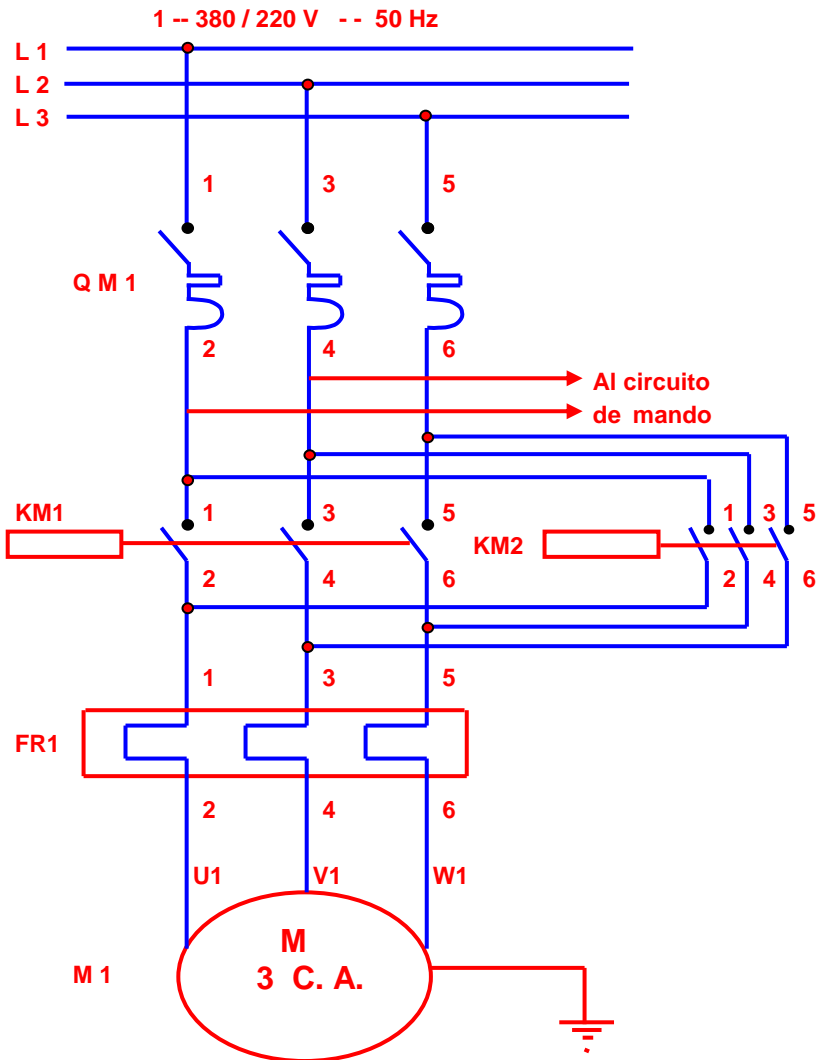 1 -- 380 / 220 V - - 50 Hz
L 1
L 2
L 3
1 3 5
Q M 1
2 4 6
Al circuito
de mando
KM1
1 3 5
KM2
1 3 5
2 4 6
2 4 6
1 3 5
FR1
2 4 6
U1 V1 W1
M
M 1
3 C. A.